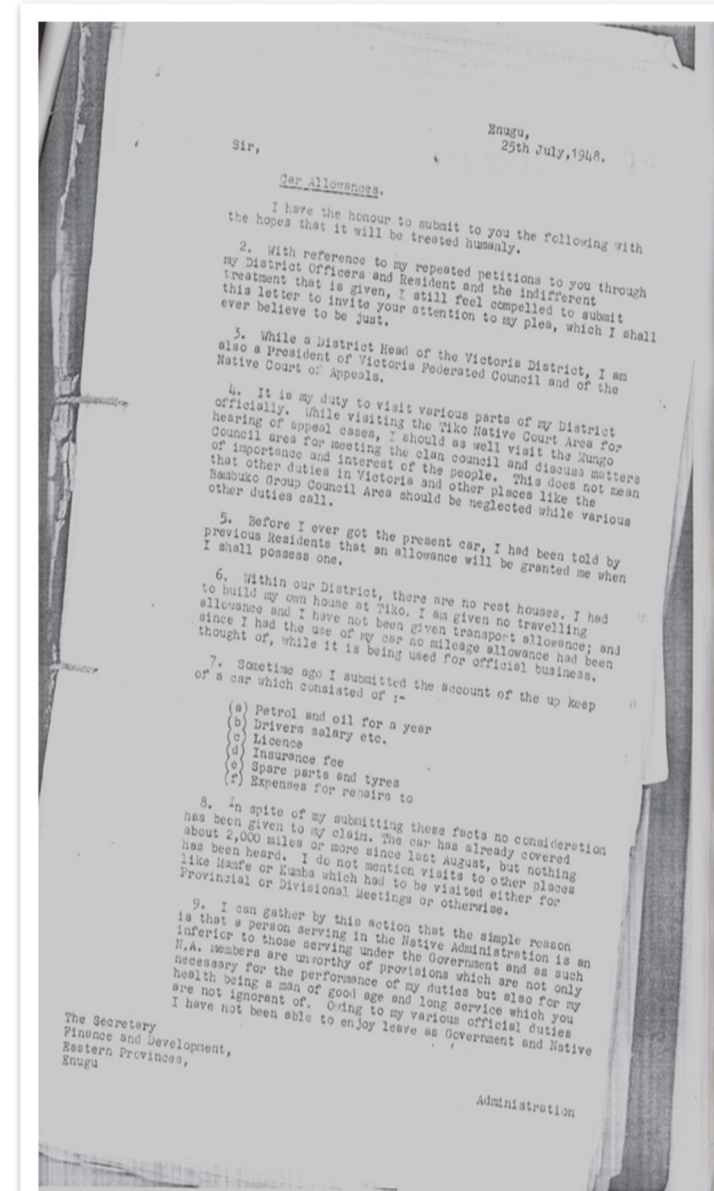 Enugu,
25th July,1948.
Sir,
Car Allowances.
I have the honour to submit to you the following with
the hopes that it will be treated humanly.
2. With reference to my repeated petitions to you through
my District Officers and Resident and the indifferent
treatment that is given, I still feel compelled to submit
this letter to invite your attention to my plea, which I shall
ever believe to be just.
3. While a District Head of the Victoria District, I am
also a President of Victoria Federated Council and of the
Native Court of Appeals.
4. It is my duty to visit various parts of my District
officially. While visiting the Tiko Native Court Area for
hearing of appeal cases, I should as well visit the Mungo
Council area for meeting the clan council and discuss matters
of importance and interest of the people. This does not mean
that other duties in Victoria and other places like the
Bambuko Group Council Area should be neglected while various
other duties call.
5. Before I ever got the present car, I had been told by
previous Residents that an allowance will be granted me when
I shall possess one.
6. Within our District, there are no rest houses. I had
to build my own house at Tiko. I am given no travelling
allowance and I have not been given transport allowance; and
since I had the use of my car no mileage allowance had been
thought of, while it is being used for official business.
7. Sometime ago I submitted the account of the up keep
of a car which consisted of ;-
(a) Petrol and oil for a year
(b) Drivers salary etc.
(c) Licence
(d) Insurance fee
(e) Spare parts and tyres
(f) Expenses for repairs to
8. In spite of my submitting these facts no consideration
has been given to my claim. The car has already covered
about 2,000 miles or more since last August, but nothing
has been heard. I do not mention visits to other places
like Mamfe or Kumba which had to be visited either for
Provincial or Divisional Meetings or otherwise.
9. I can gather by this action that the simple reason
is that a person serving in the Native Administration is an
inferior to those serving under the Government and as such
N.A. members are unworthy of provisions which are not only
necessary for the performance of my duties but also for my
health being a man of good age and long service which you
are not ignorant of. Owing to my various official duties
I have not been able to enjoy leave as Government and Native
The Secretary
Finance and Development,
Eastern Provinces,
Enugu
Administration